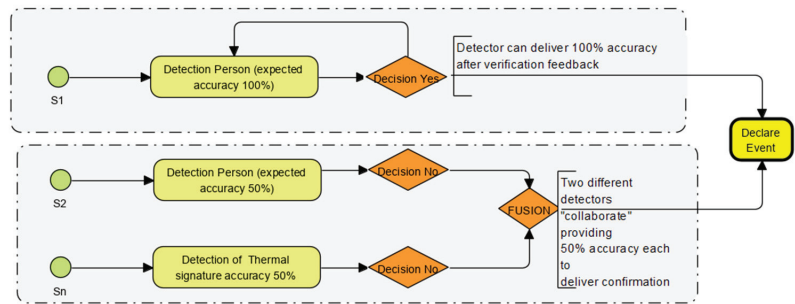 Detection Person (expected
accuracy 100%)
Decision Yes
Detector can deliver 100% accuracy
after verification feedback
S1
Declare
Event
Detection Person (expected
accuracy 50%)
Decision No
S2
FUSION
Two different
detectors
"collaborate"
providing
50% accuracy each
to
deliver confirmation
Detection of Thermal
signature accuracy 50%
Decision No
Sn